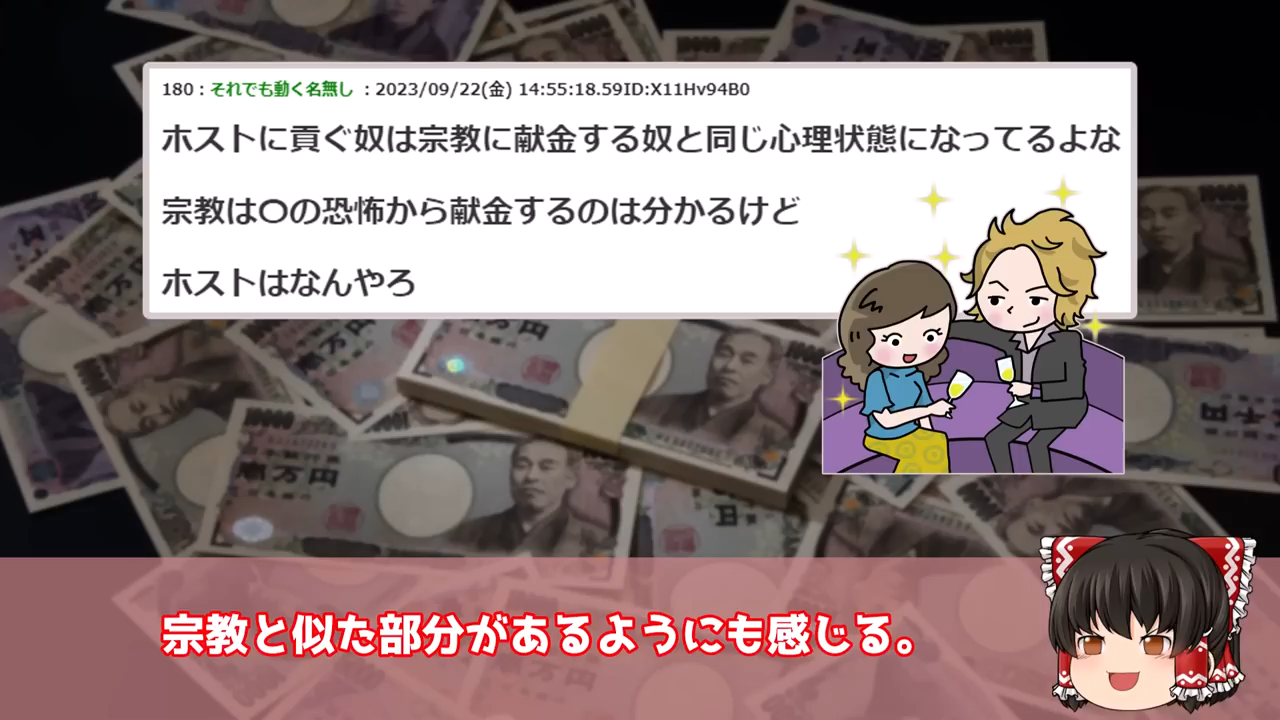 180：それでも動く名無し ：2023/09/22(金) 14:55:18.59ID:X11Hv94B0
ホストに貢ぐ奴は宗教に献金する奴と同じ心理状態になってるよな
宗教は〇の恐怖から献金するのは分かるけど
ホストはなんやろ
壱万円
宗教と似た部分があるようにも感じる。